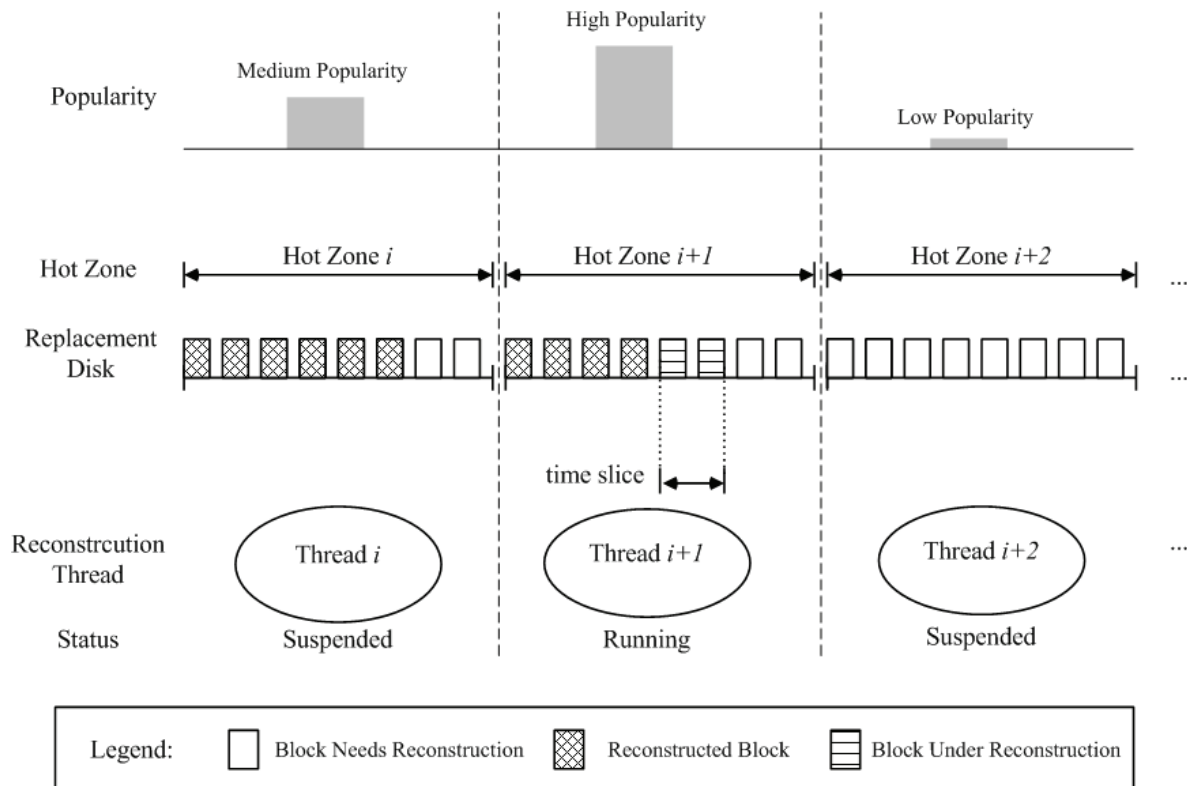 High Popularity
Medium Popularity
Popularity
Low Popularity
Hot Zone
Hot Zone i
Hot Zone i+1
Hot Zone i+2
...
Replacement
Disk
...
time slice
Reconstrcution
Thread
Thread i
Thread i+1
Thread i+2
...
Status
Suspended
Running
Suspended
Legend:
Block Needs Reconstruction
Reconstructed Block
Block Under Reconstruction